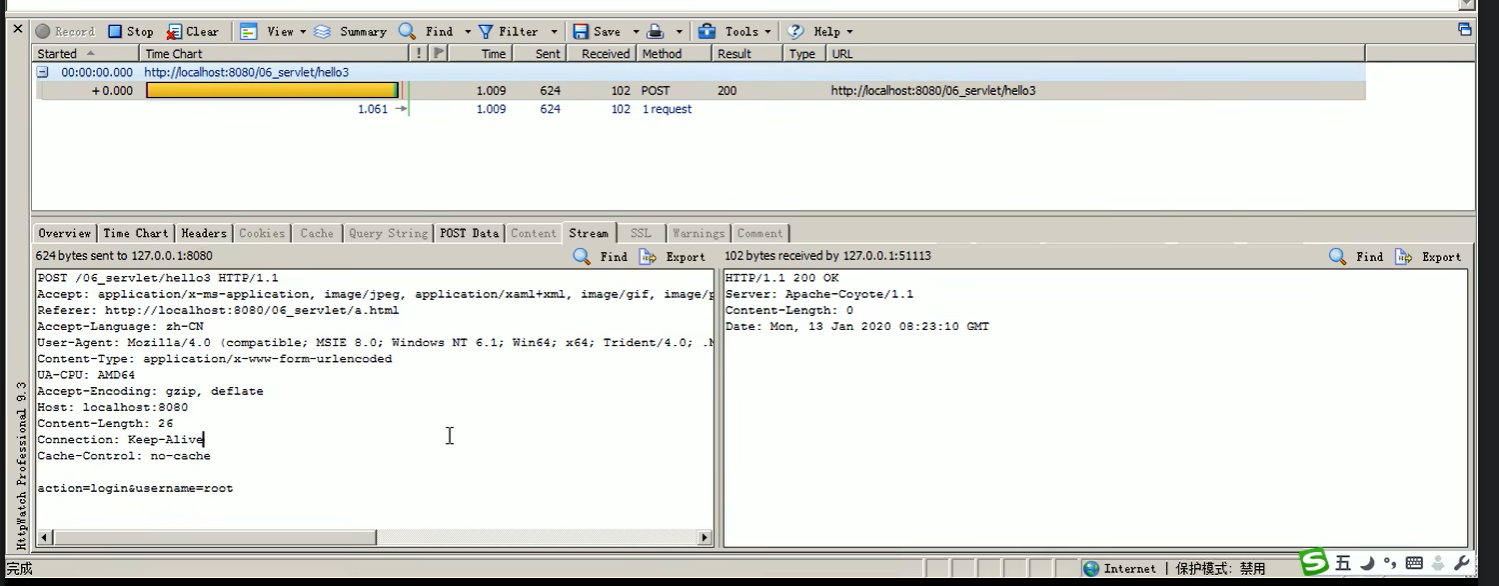 Record Stop Clear View Summary Find Filter Save Tools Help
Started Time Chart ! Time Sent Received Method Result Type URL
00:00:00.000 http://localhost:8080/06_servlet/hello3
+ 0.000 1.009 624 102 POST 200 http://localhost:8080/06_servlet/hello3
1.061 1.009 624 102 1 request
Overview Time Chart Headers Cookies Cache Query String POST Data Content Stream SSL Warnings Comment
624 bytes sent to 127.0.0.1:8080 Find Export
102 bytes received by 127.0.0.1:51113 Find Export
POST /06_servlet/hello3 HTTP/1.1
Accept: application/x-ms-application, image/jpeg, application/xaml+xml, image/gif, image/p
Referer: http://localhost:8080/06_servlet/a.html
Accept-Language: zh-CN
User-Agent: Mozilla/4.0 (compatible; MSIE 8.0; Windows NT 6.1; Win64; x64; Trident/4.0; .N
Content-Type: application/x-www-form-urlencoded
UA-CPU: AMD64
Accept-Encoding: gzip, deflate
Host: localhost:8080
Content-Length: 26
Connection: Keep-Alive
Cache-Control: no-cache
action=login&username=root
HTTP/1.1 200 OK
Server: Apache-Coyote/1.1
Content-Length: 0
Date: Mon, 13 Jan 2020 08:23:10 GMT
HttpWatch Professional 9.3
完成
Internet | 保护模式: 禁用
S 五